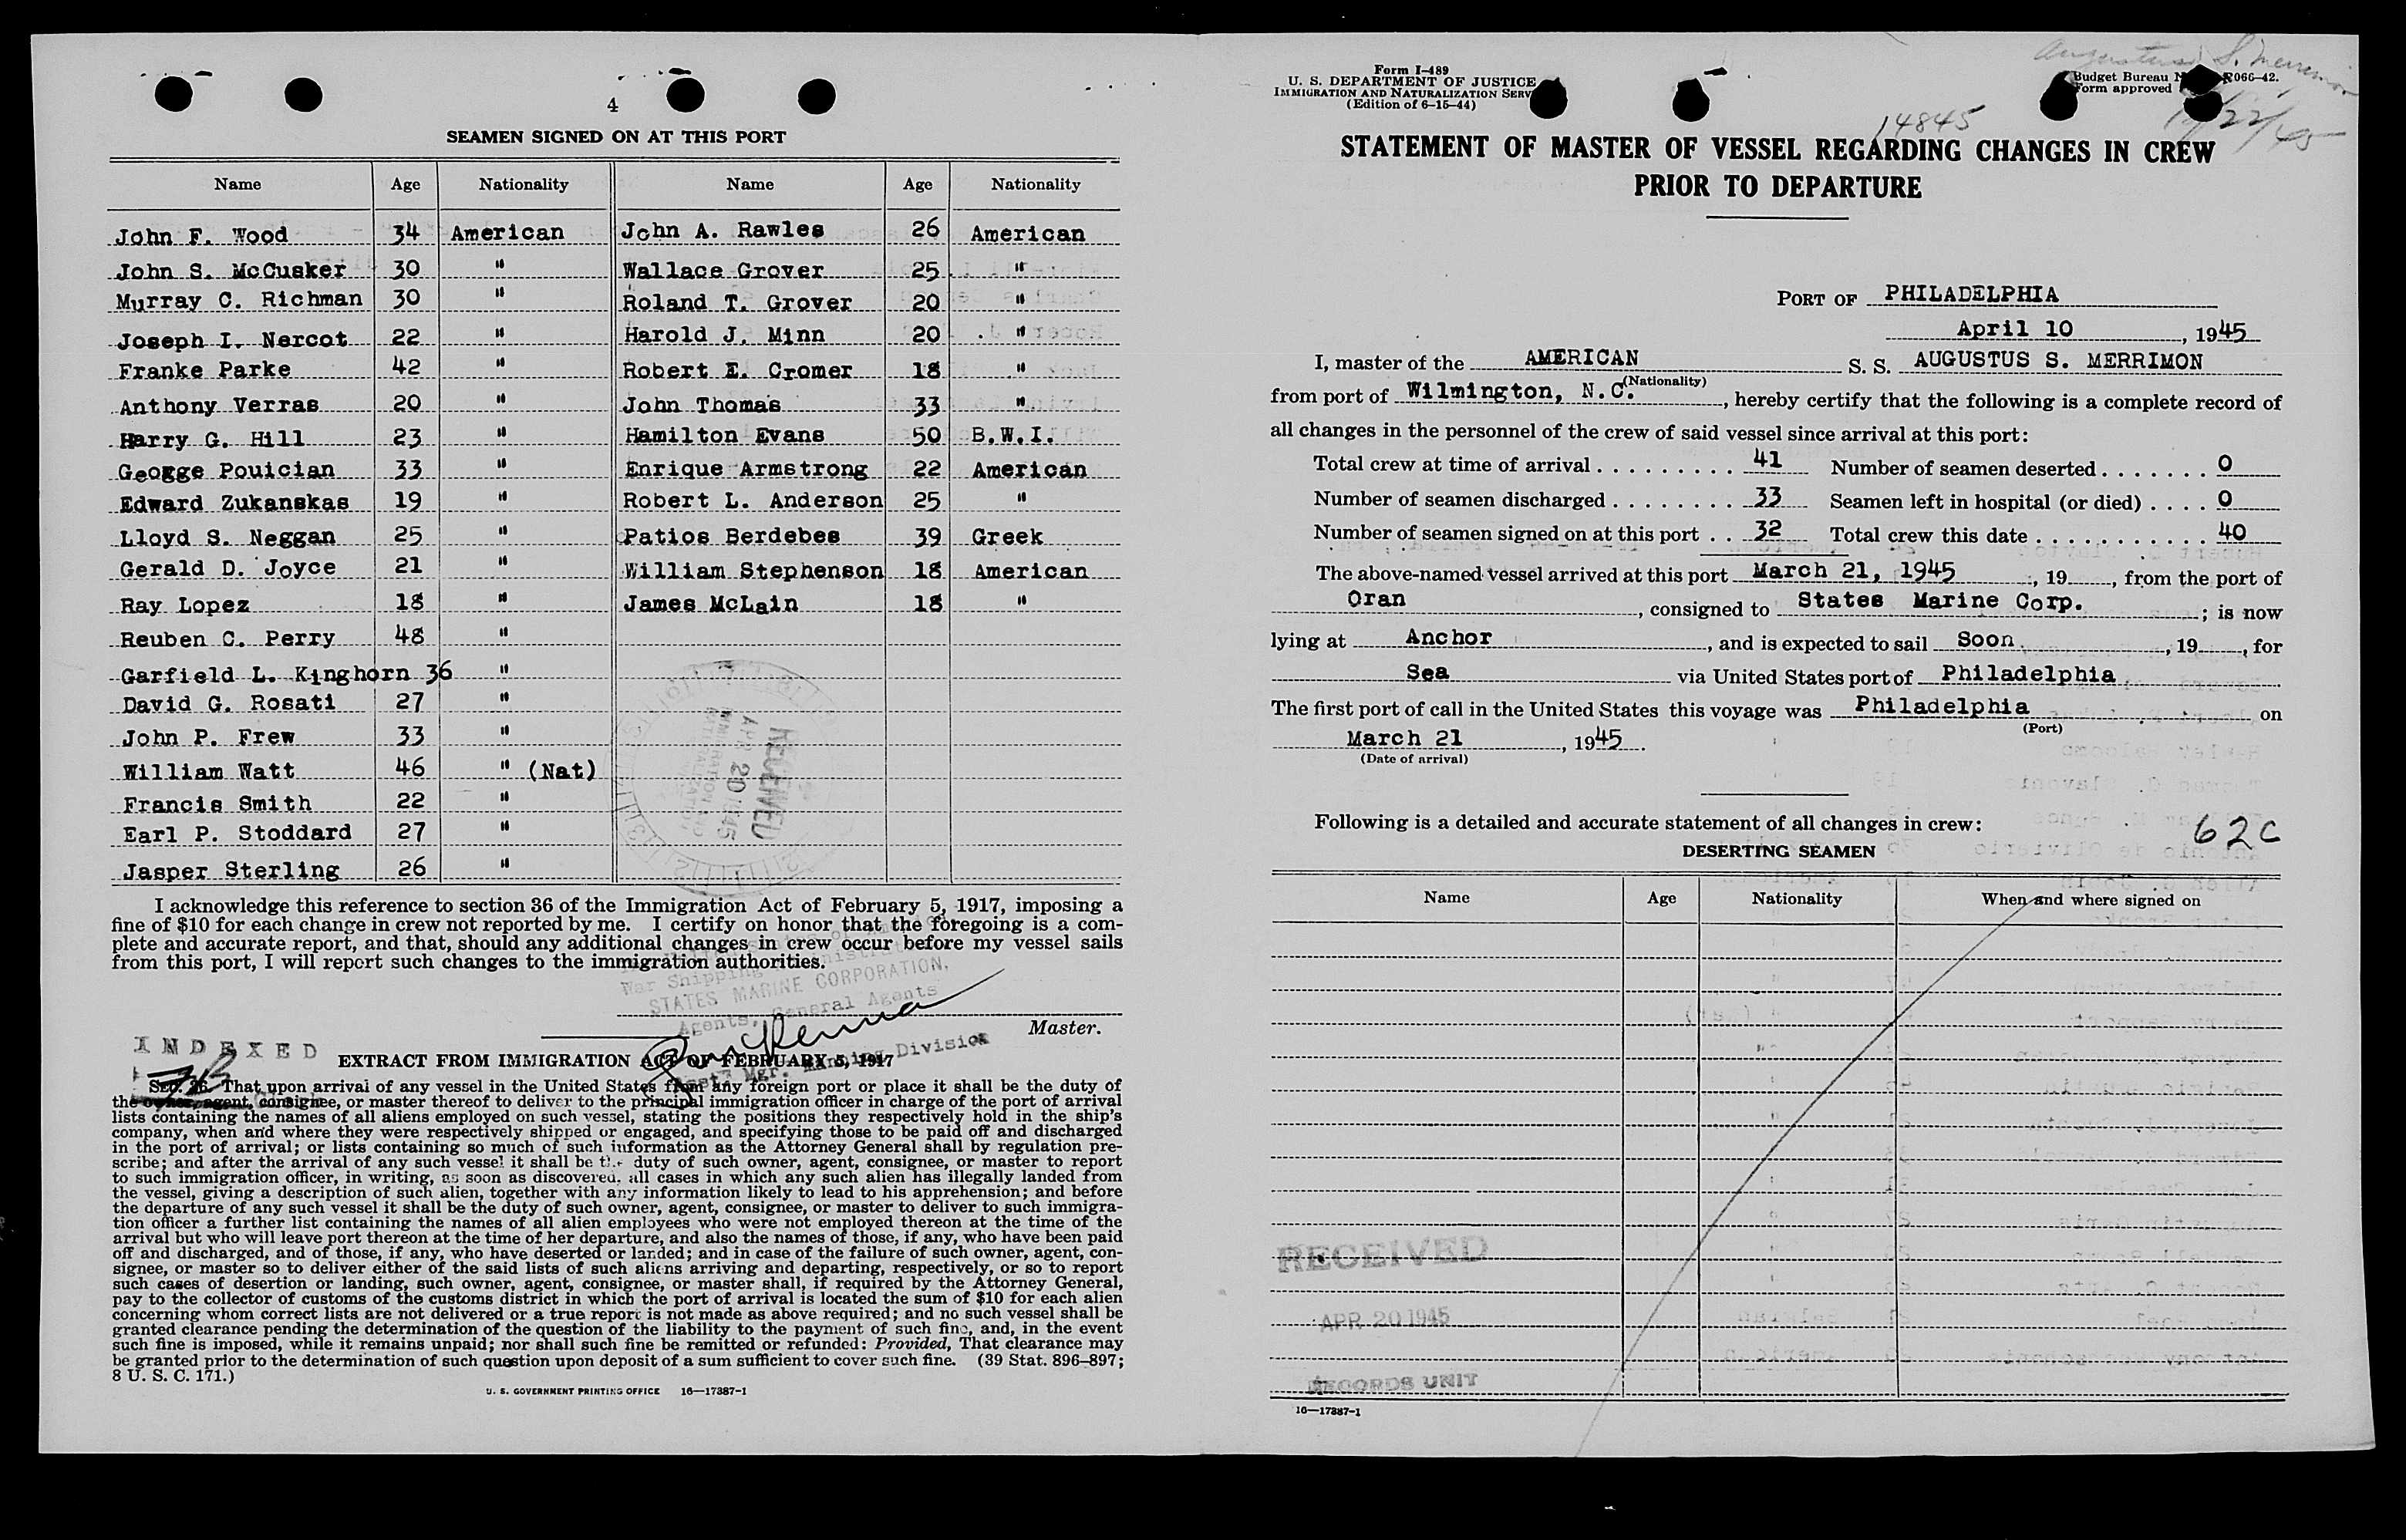 4
SEAMEN SIGNED ON AT THIS PORT
Name Age Nationality Name Age Nationality
John F. Wood 34 American John A. Rawles 26 American
John S. McCusker 30 " Wallace Grover 25 "
Murray C. Richman 30 " Roland T. Grover 20 "
Joseph I. Nercot 22 " Harold J. Minn 20 "
Franke Parke 42 " Robert E. Cromer 18 "
Anthony Verras 20 " John Thomas 33 "
Harry G. Hill 23 " Hamilton Evans 50 B.W.I.
Geogge Pouician 33 " Enrique Armstrong 22 American
Edward Zukanskas 19 " Robert L. Anderson 25 "
Lloyd S. Neggan 25 " Patios Berdebes 39 Greek
Gerald D. Joyce 21 " William Stephenson 18 American
Ray Lopez 18 " James McLain 18 "
Reuben C. Perry 48 "
Garfield L. Kinghorn 36 "
David G. Rosati 27 "
John P. Frew 33 "
William Watt 46 " (Nat)
Francis Smith 22 "
Earl P. Stoddard 27 "
Jasper Sterling 26 "
RECEIVED
APR 20 1945
IMMIGRATION AND
I acknowledge this reference to section 36 of the Immigration Act of February 5, 1917, imposing a
fine of $10 for each change in crew not reported by me. I certify on honor that the foregoing is a com-
plete and accurate report, and that, should any additional changes in crew occur before my vessel sails
from this port, I will report such changes to the immigration authorities.
War Shipping Administration
STATES MARINE CORPORATION,
Agents, General Agents
Master.
Asst. Mgr. Manning Division
INDEXED
EXTRACT FROM IMMIGRATION ACT OF FEBRUARY 5, 1917
SEC. 36. That upon arrival of any vessel in the United States from any foreign port or place it shall be the duty of
the owner, agent, consignee, or master thereof to deliver to the principal immigration officer in charge of the port of arrival
lists containing the names of all aliens employed on such vessel, stating the positions they respectively hold in the ship's
company, when and where they were respectively shipped or engaged, and specifying those to be paid off and discharged
in the port of arrival; or lists containing so much of such information as the Attorney General shall by regulation pre-
scribe; and after the arrival of any such vessel it shall be the duty of such owner, agent, consignee, or master to report
to such immigration officer, in writing, as soon as discovered, all cases in which any such alien has illegally landed from
the vessel, giving a description of such alien, together with any information likely to lead to his apprehension; and before
the departure of any such vessel it shall be the duty of such owner, agent, consignee, or master to deliver to such immigra-
tion officer a further list containing the names of all alien employees who were not employed thereon at the time of the
arrival but who will leave port thereon at the time of her departure, and also the names of those, if any, who have been paid
off and discharged, and of those, if any, who have deserted or landed; and in case of the failure of such owner, agent, con-
signee, or master so to deliver either of the said lists of such aliens arriving and departing, respectively, or so to report
such cases of desertion or landing, such owner, agent, consignee, or master shall, if required by the Attorney General,
pay to the collector of customs of the customs district in which the port of arrival is located the sum of $10 for each alien
concerning whom correct lists are not delivered or a true report is not made as above required; and no such vessel shall be
granted clearance pending the determination of the question of the liability to the payment of such fine, and, in the event
such fine is imposed, while it remains unpaid; nor shall such fine be remitted or refunded: Provided, That clearance may
be granted prior to the determination of such question upon deposit of a sum sufficient to cover such fine. (39 Stat. 896-897;
8 U. S. C. 171.)
U. S. GOVERNMENT PRINTING OFFICE 16—17387-1
Augustus S. Merrimon
Form I-489
U. S. DEPARTMENT OF JUSTICE
IMMIGRATION AND NATURALIZATION SERV
(Edition of 6-15-44)
Budget Bureau R066-42.
Form approved
14845
22/45
STATEMENT OF MASTER OF VESSEL REGARDING CHANGES IN CREW
PRIOR TO DEPARTURE
PORT OF PHILADELPHIA
April 10, 1945
I, master of the AMERICAN S. S. AUGUSTUS S. MERRIMON
(Nationality)
from port of Wilmington, N.C., hereby certify that the following is a complete record of
all changes in the personnel of the crew of said vessel since arrival at this port:
Total crew at time of arrival 41 Number of seamen deserted 0
Number of seamen discharged 33 Seamen left in hospital (or died) 0
Number of seamen signed on at this port 32 Total crew this date 40
The above-named vessel arrived at this port March 21, 1945, 19, from the port of
Oran, consigned to States Marine Corp.; is now
lying at Anchor, and is expected to sail Soon, 19, for
Sea via United States port of Philadelphia
The first port of call in the United States this voyage was Philadelphia on
(Port)
March 21, 1945.
(Date of arrival)
Following is a detailed and accurate statement of all changes in crew:
62C
DESERTING SEAMEN
Name Age Nationality When and where signed on
RECEIVED
APR 20 1945
RECORDS UNIT
16—17387-1